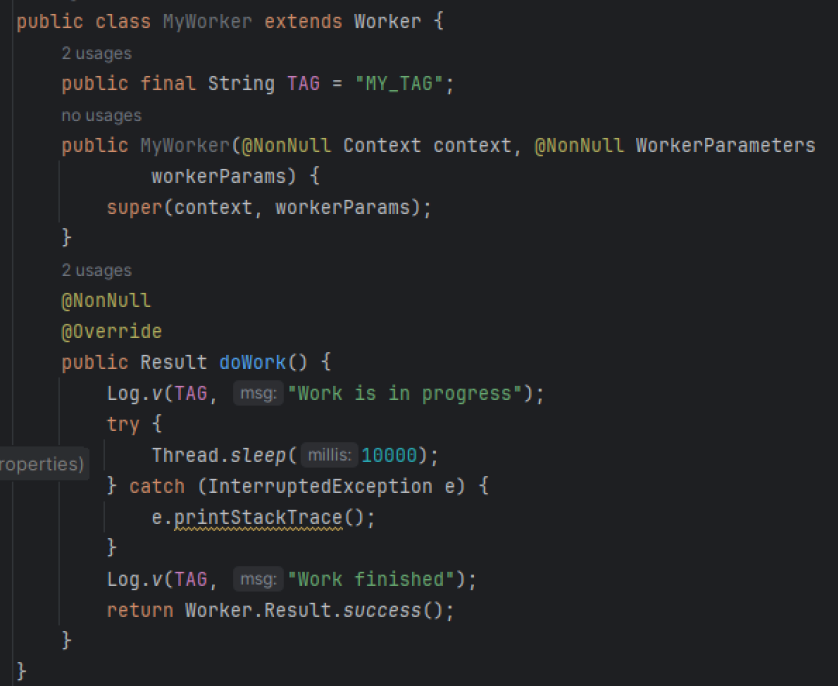 public class MyWorker extends Worker {
2 usages
public final String TAG = "MY_TAG";
no usages
public MyWorker(@NonNull Context context, @NonNull WorkerParameters
workerParams) {
super(context, workerParams);
}
2 usages
@NonNull
@Override
public Result doWork() {
Log.v(TAG, msg: "Work is in progress");
try {
Thread.sleep( millis: 10000);
roperties)
} catch (InterruptedException e) {
e.printStackTrace();
}
Log.v(TAG, msg: "Work finished");
return Worker.Result.success();
}
}